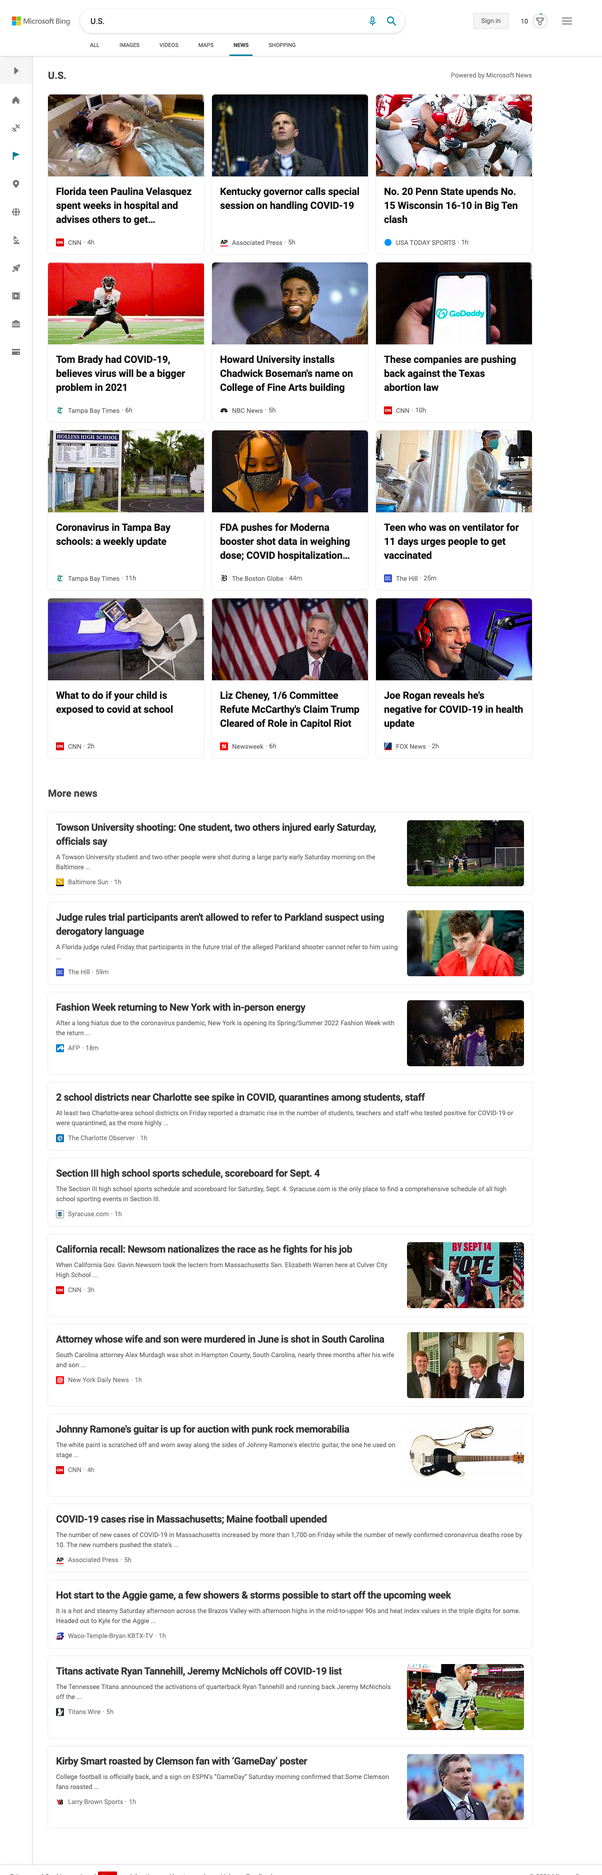 Microsoft Bing
U.S.
Sign in
10
ALL
IMAGES
VIDEOS
MAPS
NEWS
SHOPPING
U.S.
Powered by Microsoft News
Florida teen Paulina Velasquez
spent weeks in hospital and
advises others to get...
CNN · 4h
Kentucky governor calls special
session on handling COVID-19
AP Associated Press · 5h
No. 20 Penn State upends No.
15 Wisconsin 16-10 in Big Ten
clash
USA TODAY SPORTS · 1h
GoDaddy
Tom Brady had COVID-19,
believes virus will be a bigger
problem in 2021
Tampa Bay Times · 6h
Howard University installs
Chadwick Boseman's name on
College of Fine Arts building
NBC News · 5h
These companies are pushing
back against the Texas
abortion law
CNN · 10h
HOLLINS HIGH SCHOOL
Coronavirus in Tampa Bay
schools: a weekly update
Tampa Bay Times · 11h
FDA pushes for Moderna
booster shot data in weighing
dose; COVID hospitalization...
The Boston Globe · 44m
Teen who was on ventilator for
11 days urges people to get
vaccinated
The Hill · 25m
What to do if your child is
exposed to covid at school
CNN · 2h
Liz Cheney, 1/6 Committee
Refute McCarthy's Claim Trump
Cleared of Role in Capitol Riot
Newsweek · 6h
Joe Rogan reveals he's
negative for COVID-19 in health
update
FOX News · 2h
More news
Towson University shooting: One student, two others injured early Saturday,
officials say
A Towson University student and two other people were shot during a large party early Saturday morning on the
Baltimore ...
Baltimore Sun · 1h
Judge rules trial participants aren't allowed to refer to Parkland suspect using
derogatory language
A Florida judge ruled Friday that participants in the future trial of the alleged Parkland shooter cannot refer to him using
...
The Hill · 59m
Fashion Week returning to New York with in-person energy
After a long hiatus due to the coronavirus pandemic, New York is opening its Spring/Summer 2022 Fashion Week with
the return ...
AFP · 18m
2 school districts near Charlotte see spike in COVID, quarantines among students, staff
At least two Charlotte-area school districts on Friday reported a dramatic rise in the number of students, teachers and staff who tested positive for COVID-19 or
were quarantined, as the more highly ...
The Charlotte Observer · 1h
Section III high school sports schedule, scoreboard for Sept. 4
The Section III high school sports schedule and scoreboard for Saturday, Sept. 4. Syracuse.com is the only place to find a comprehensive schedule of all high
school sporting events in Section III.
Syracuse.com · 1h
California recall: Newsom nationalizes the race as he fights for his job
When California Gov. Gavin Newsom took the lectern from Massachusetts Sen. Elizabeth Warren here at Culver City
High School ...
CNN · 3h
BY SEPT 14
VOTE
Attorney whose wife and son were murdered in June is shot in South Carolina
South Carolina attorney Alex Murdagh was shot in Hampton County, South Carolina, nearly three months after his wife
and son ...
New York Daily News · 1h
Johnny Ramone's guitar is up for auction with punk rock memorabilia
The white paint is scratched off and worn away along the sides of Johnny Ramone's electric guitar, the one he used on
stage ...
CNN · 4h
COVID-19 cases rise in Massachusetts; Maine football upended
The number of new cases of COVID-19 in Massachusetts increased by more than 1,700 on Friday while the number of newly confirmed coronavirus deaths rose by
10. The new numbers pushed the state's ...
AP Associated Press · 5h
Hot start to the Aggie game, a few showers & storms possible to start off the upcoming week
It is a hot and steamy Saturday afternoon across the Brazos Valley with afternoon highs in the mid-to-upper 90s and heat index values in the triple digits for some.
Headed out to Kyle for the Aggie ...
Waco-Temple-Bryan KBTX-TV · 1h
Titans activate Ryan Tannehill, Jeremy McNichols off COVID-19 list
The Tennessee Titans announced the activations of quarterback Ryan Tannehill and running back Jeremy McNichols
off the ...
Titans Wire · 5h
17
Kirby Smart roasted by Clemson fan with ‘GameDay’ poster
College football is officially back, and a sign on ESPN's "GameDay" Saturday morning confirmed that.Some Clemson
fans roasted ...
Larry Brown Sports · 1h